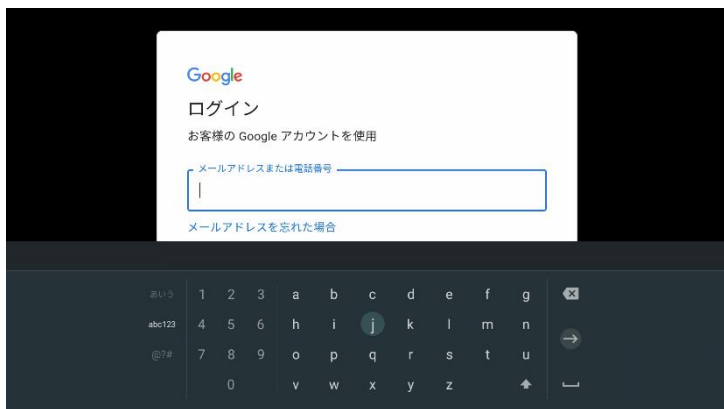 Google
ログイン
お客様の Google アカウントを使用
メールアドレスまたは電話番号
メールアドレスを忘れた場合
あいう 1 2 3 a b c d e f g
abc123 4 5 6 h i j k l m n
@?# 7 8 9 o p q r s t u
0 v w x y z